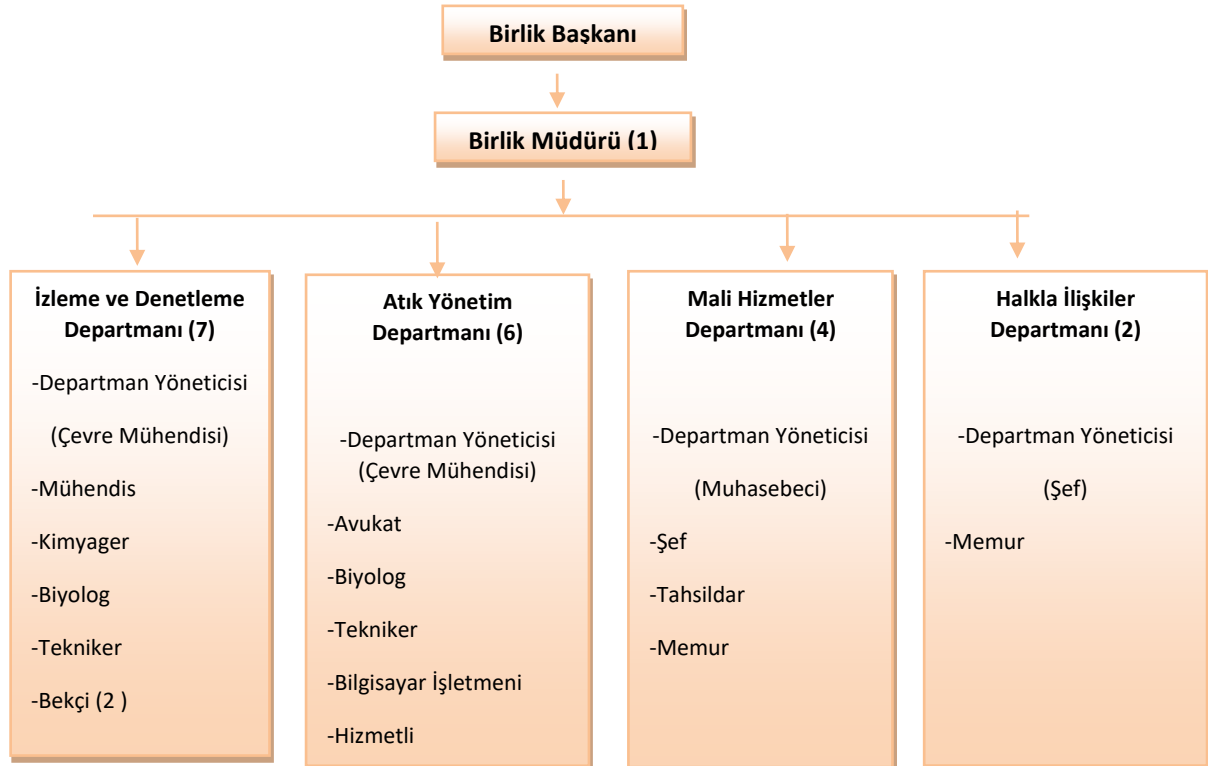 Birlik Başkanı
Birlik Müdürü (1)
İzleme ve Denetleme
Departmanı (7)
-Departman Yöneticisi
(Çevre Mühendisi)
-Mühendis
-Kimyager
-Biyolog
-Tekniker
-Bekçi (2 )
Atık Yönetim
Departmanı (6)
-Departman Yöneticisi
(Çevre Mühendisi)
-Avukat
-Biyolog
-Tekniker
-Bilgisayar İşletmeni
-Hizmetli
Mali Hizmetler
Departmanı (4)
-Departman Yöneticisi
(Muhasebeci)
-Şef
-Tahsildar
-Memur
Halkla İlişkiler
Departmanı (2)
-Departman Yöneticisi
(Şef)
-Memur